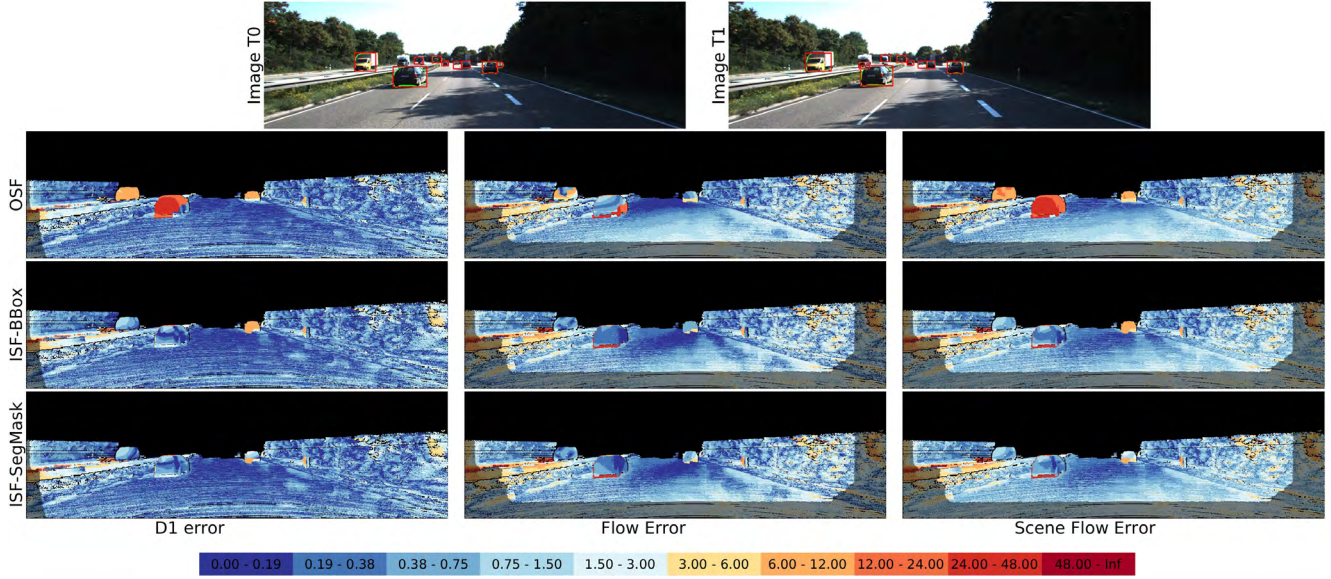 Image T0
Image T1
OSF
ISF-BBox
ISF-SegMask
D1 error
Flow Error
Scene Flow Error
0.00 - 0.19
0.19 - 0.38
0.38 - 0.75
0.75 - 1.50
1.50 - 3.00
3.00 - 6.00
6.00 - 12.00
12.00 - 24.00
24.00 - 48.00
48.00 - Inf